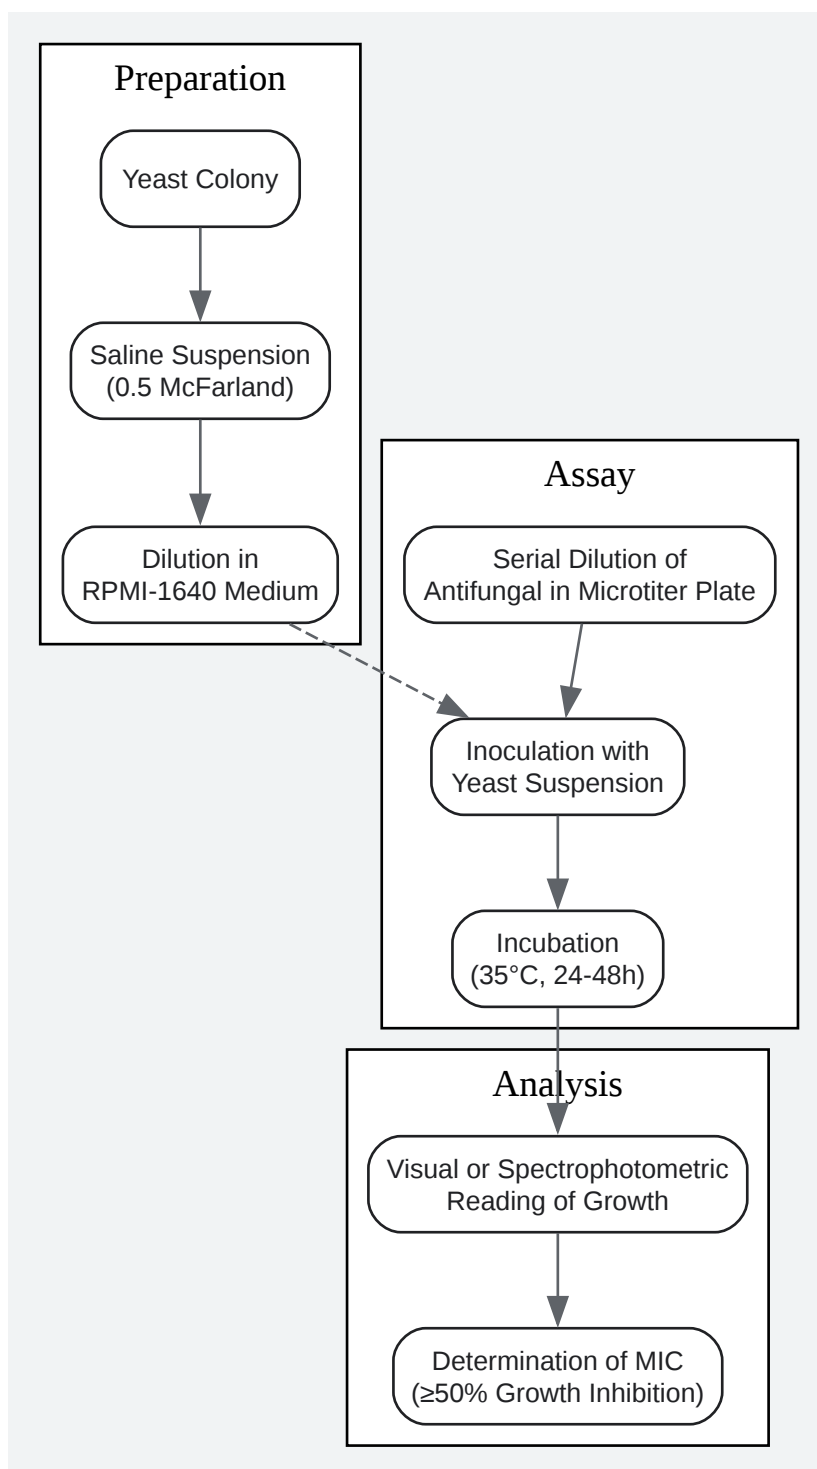 Preparation
Yeast Colony
Saline Suspension
(0.5 McFarland)
Dilution in
RPMI-1640 Medium
Assay
Serial Dilution of
Antifungal in Microtiter Plate
Inoculation with
Yeast Suspension
Incubation
(35°C, 24-48h)
Analysis
Visual or Spectrophotometric
Reading of Growth
Determination of MIC
(≥50% Growth Inhibition)